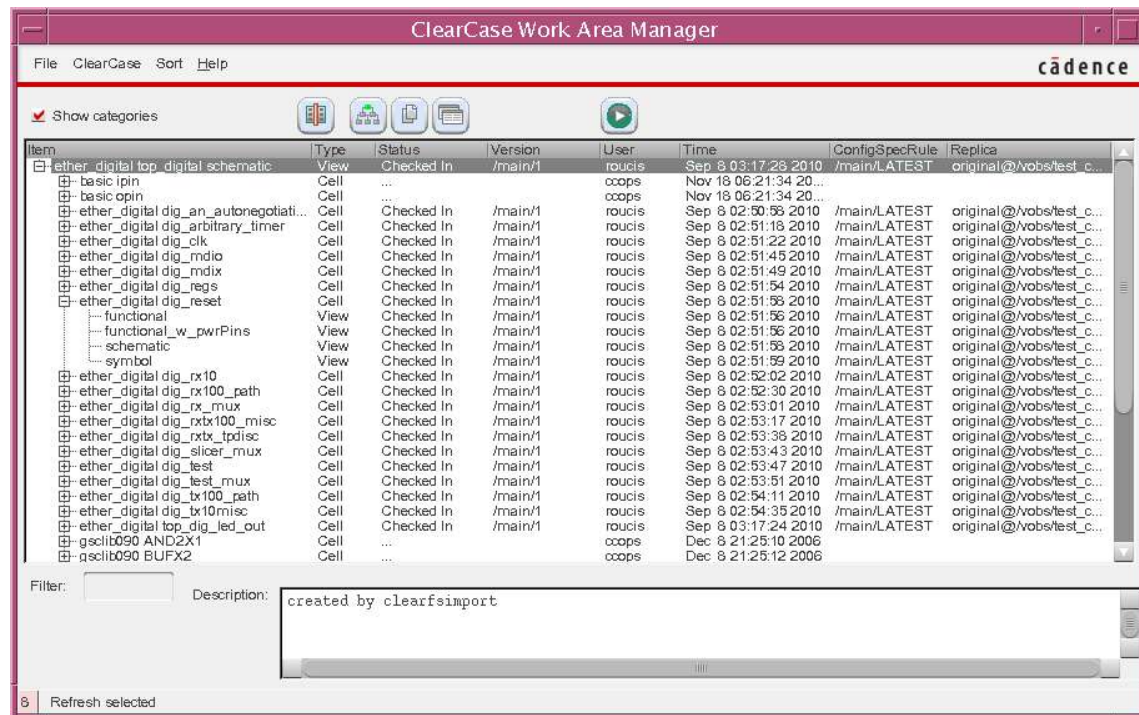 ClearCase Work Area Manager
File ClearCase Sort Help
cādence
Show categories
Item Type Status Version User Time ConfigSpecRule Replica
ether_digital top_digital schematic View Checked In /main/1 roucis Sep 8 03:17:28 2010 /main/LATEST original@/vobs/test_c...
basic ipin Cell ... ccops Nov 18 06:21:34 20...
basic opin Cell ... ccops Nov 18 06:21:34 20...
ether_digital dig_an_autonegotiati... Cell Checked In /main/1 roucis Sep 8 02:50:58 2010 /main/LATEST original@/vobs/test_c...
ether_digital dig_arbitrary_timer Cell Checked In /main/1 roucis Sep 8 02:51:18 2010 /main/LATEST original@/vobs/test_c...
ether_digital dig_clk Cell Checked In /main/1 roucis Sep 8 02:51:22 2010 /main/LATEST original@/vobs/test_c...
ether_digital dig_mdio Cell Checked In /main/1 roucis Sep 8 02:51:45 2010 /main/LATEST original@/vobs/test_c...
ether_digital dig_mdix Cell Checked In /main/1 roucis Sep 8 02:51:49 2010 /main/LATEST original@/vobs/test_c...
ether_digital dig_regs Cell Checked In /main/1 roucis Sep 8 02:51:54 2010 /main/LATEST original@/vobs/test_c...
ether_digital dig_reset Cell Checked In /main/1 roucis Sep 8 02:51:58 2010 /main/LATEST original@/vobs/test_c...
functional View Checked In /main/1 roucis Sep 8 02:51:56 2010 /main/LATEST original@/vobs/test_c...
functional_w_pwrPins View Checked In /main/1 roucis Sep 8 02:51:56 2010 /main/LATEST original@/vobs/test_c...
schematic View Checked In /main/1 roucis Sep 8 02:51:58 2010 /main/LATEST original@/vobs/test_c...
symbol View Checked In /main/1 roucis Sep 8 02:51:59 2010 /main/LATEST original@/vobs/test_c...
ether_digital dig_rx10 Cell Checked In /main/1 roucis Sep 8 02:52:02 2010 /main/LATEST original@/vobs/test_c...
ether_digital dig_rx100_path Cell Checked In /main/1 roucis Sep 8 02:52:30 2010 /main/LATEST original@/vobs/test_c...
ether_digital dig_rx_mux Cell Checked In /main/1 roucis Sep 8 02:53:01 2010 /main/LATEST original@/vobs/test_c...
ether_digital dig_rxtx100_misc Cell Checked In /main/1 roucis Sep 8 02:53:17 2010 /main/LATEST original@/vobs/test_c...
ether_digital dig_rxtx_tpdisc Cell Checked In /main/1 roucis Sep 8 02:53:38 2010 /main/LATEST original@/vobs/test_c...
ether_digital dig_slicer_mux Cell Checked In /main/1 roucis Sep 8 02:53:43 2010 /main/LATEST original@/vobs/test_c...
ether_digital dig_test Cell Checked In /main/1 roucis Sep 8 02:53:47 2010 /main/LATEST original@/vobs/test_c...
ether_digital dig_test_mux Cell Checked In /main/1 roucis Sep 8 02:53:51 2010 /main/LATEST original@/vobs/test_c...
ether_digital dig_tx100_path Cell Checked In /main/1 roucis Sep 8 02:54:11 2010 /main/LATEST original@/vobs/test_c...
ether_digital dig_tx10misc Cell Checked In /main/1 roucis Sep 8 02:54:35 2010 /main/LATEST original@/vobs/test_c...
ether_digital top_dig_led_out Cell Checked In /main/1 roucis Sep 8 03:17:24 2010 /main/LATEST original@/vobs/test_c...
gsclib090 AND2X1 Cell ... ccops Dec 8 21:25:10 2006
gsclib090 BUFX2 Cell ... ccops Dec 8 21:25:12 2006
Filter:
Description: created by clearfsimport
8 Refresh selected